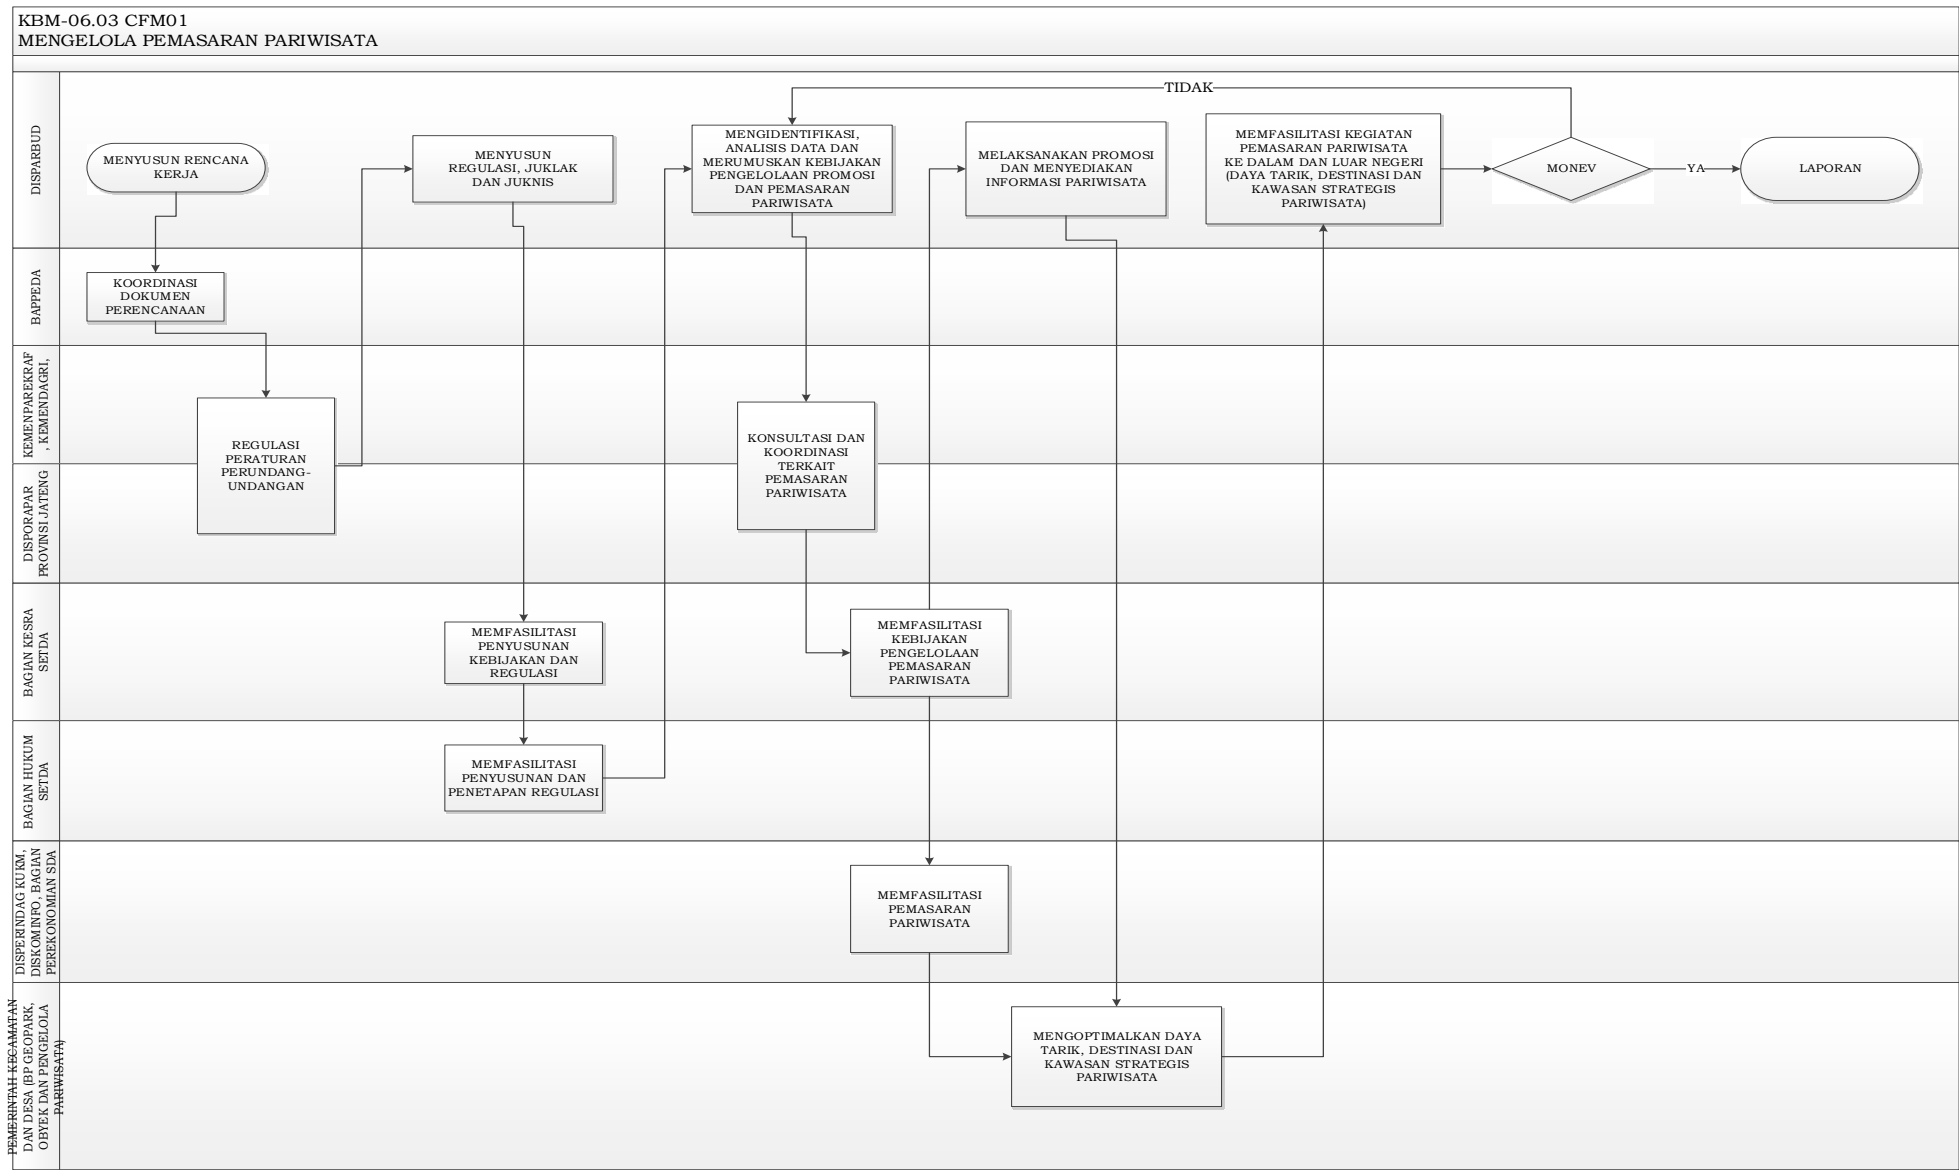 KBM-06.03 CFM01
MENGELOLA PEMASARAN PARIWISATA
DISPARBUD
MENYUSUN RENCANA
KERJA
MENYUSUN
REGULASI, JUKLAK
DAN JUKNIS
MENGIDENTIFIKASI,
ANALISIS DATA DAN
MERUMUSKAN KEBIJAKAN
PENGELOLAAN PROMOSI
DAN PEMASARAN
PARIWISATA
MELAKSANAKAN PROMOSI
DAN MENYEDIAKAN
INFORMASI PARIWISATA
TIDAK
MEMFASILITASI KEGIATAN
PEMASARAN PARIWISATA
KE DALAM DAN LUAR NEGERI
(DAYA TARIK, DESTINASI DAN
KAWASAN STRATEGIS
PARIWISATA)
MONEV
YA
LAPORAN
BAPPEDA
KOORDINASI
DOKUMEN
PERENCANAAN
KEMENPAREKRAF
, KEMENDAGRI,
REGULASI
PERATURAN
PERUNDANG-
UNDANGAN
KONSULTASI DAN
KOORDINASI
TERKAIT
PEMASARAN
PARIWISATA
DISPORAPAR
PROVINSI JATENG
BAGIAN KESRA
SETDA
MEMFASILITASI
PENYUSUNAN
KEBIJAKAN DAN
REGULASI
MEMFASILITASI
KEBIJAKAN
PENGELOLAAN
PEMASARAN
PARIWISATA
BAGIAN HUKUM
SETDA
MEMFASILITASI
PENYUSUNAN DAN
PENETAPAN REGULASI
DISPERINDAG KUKM,
DISKOMINFO, BAGIAN
PEREKONOMIAN SDA
MEMFASILITASI
PEMASARAN
PARIWISATA
PEMERINTAH KECAMATAN
DAN DESA (BP GEOPARK,
OBYEK DAN PENGELOLA
PARIWISATA)
MENGOPTIMALKAN DAYA
TARIK, DESTINASI DAN
KAWASAN STRATEGIS
PARIWISATA